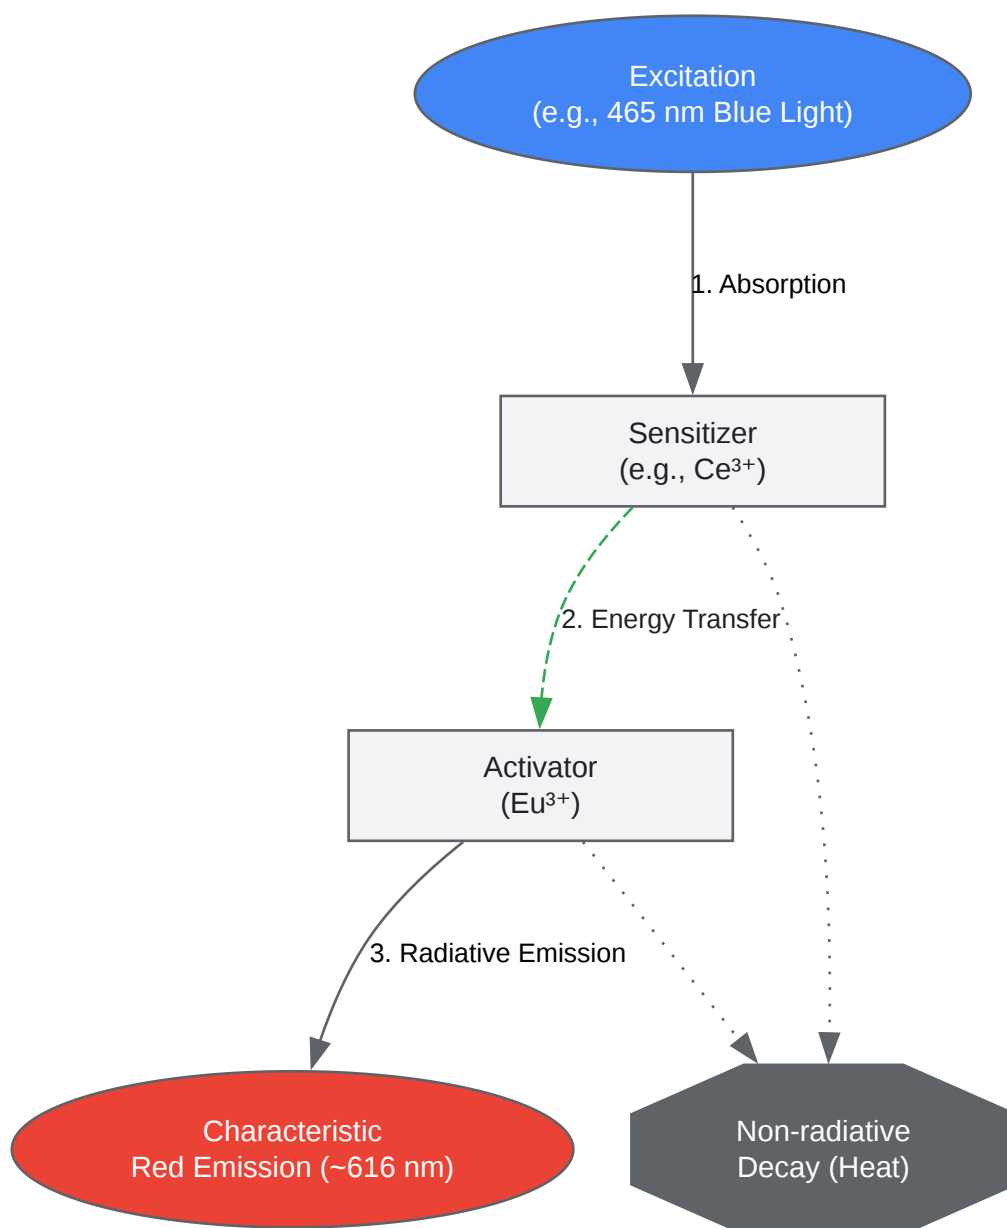 Excitation
(e.g., 465 nm Blue Light)
1. Absorption
Sensitizer
(e.g., Ce³⁺)
2. Energy Transfer
Activator
(Eu³⁺)
3. Radiative Emission
Characteristic
Red Emission (~616 nm)
Non-radiative
Decay (Heat)